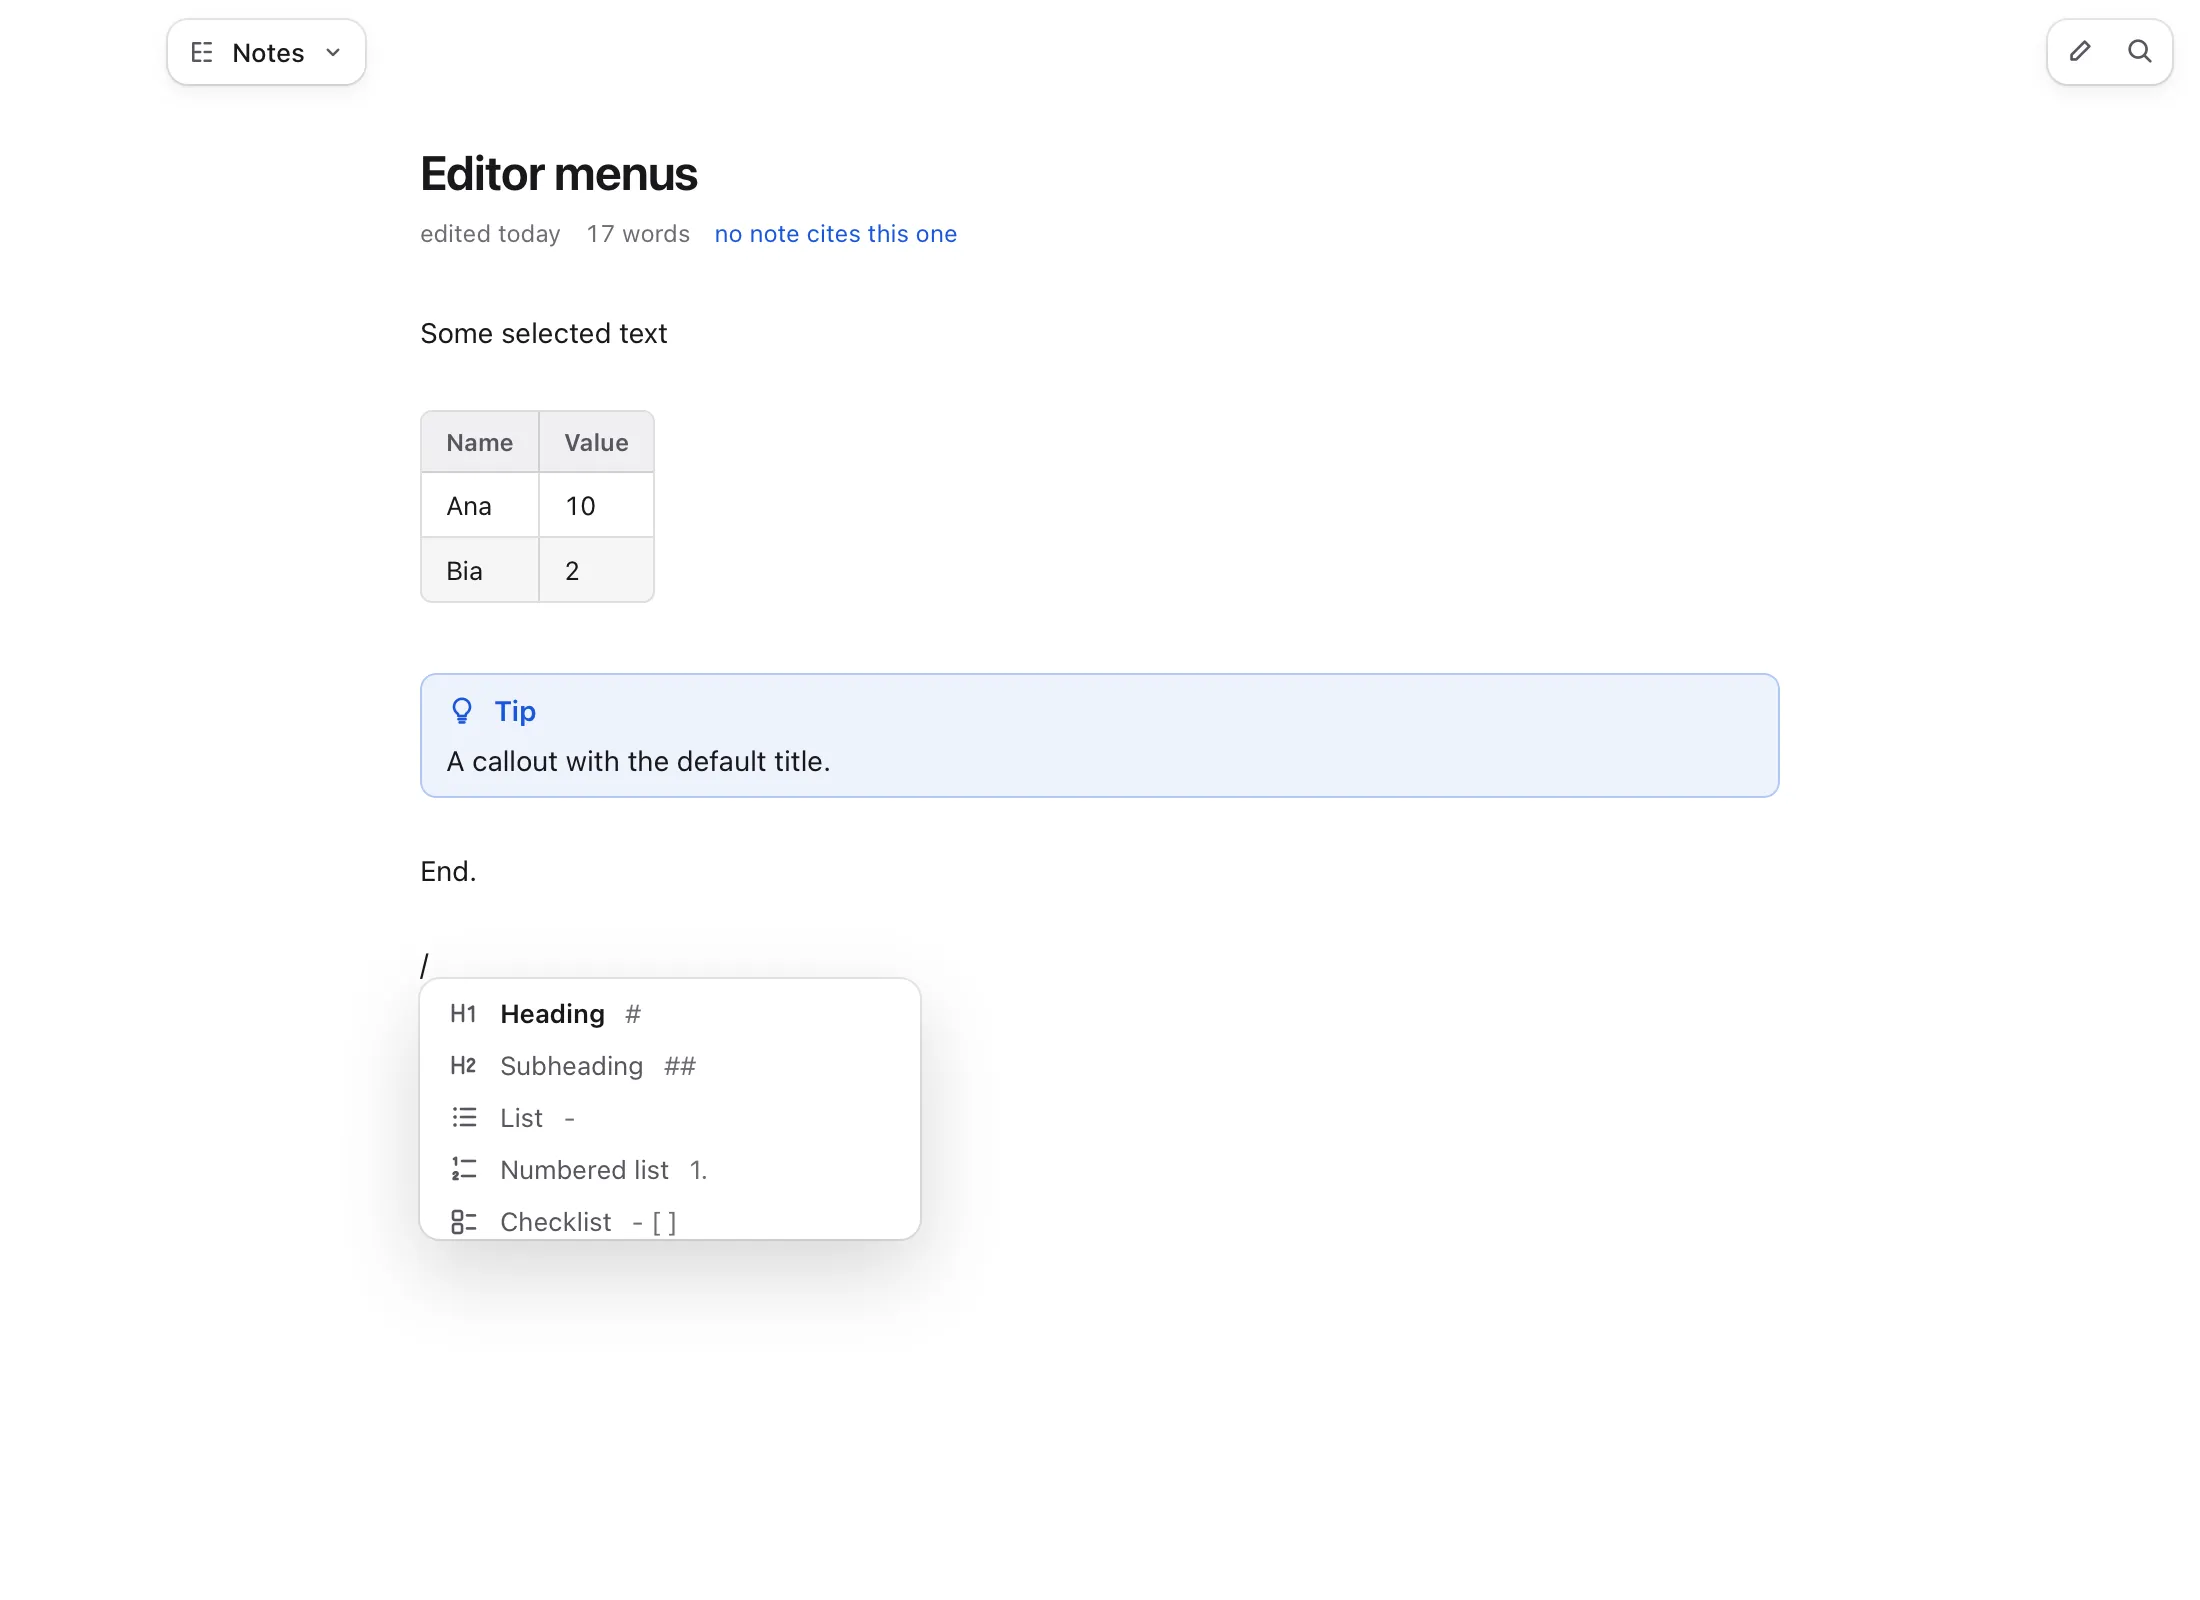 Notes
Editor menus
edited today 17 words no note cites this one
Some selected text
Name Value
Ana 10
Bia 2
Tip
A callout with the default title.
End.
/
H1 Heading #
H2 Subheading ##
List -
Numbered list 1.
Checklist - [ ]